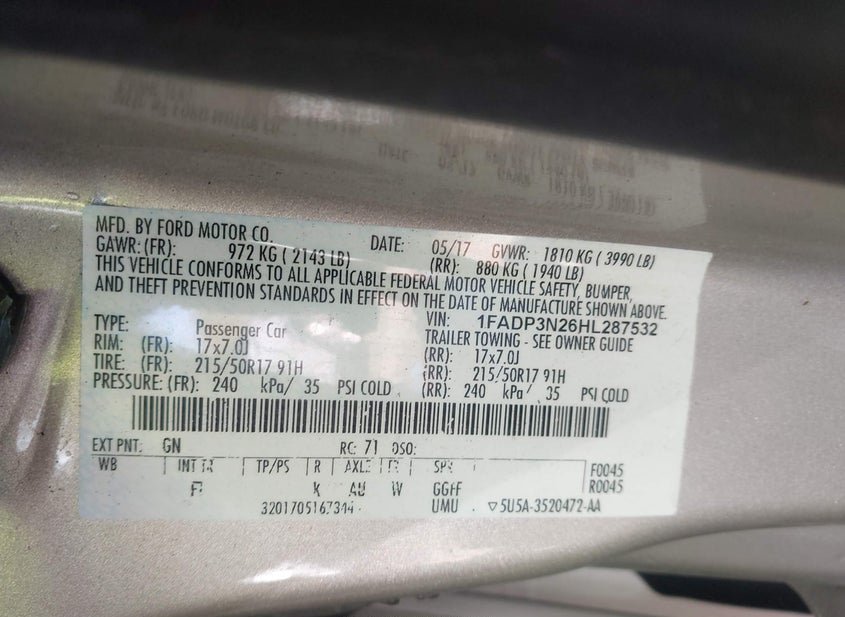 MFD. BY FORD MOTOR CO. DATE: 05/17 GVWR: 1810 KG ( 3990 LB)
GAWR: (FR): 972 KG ( 2143 LB) (RR): 880 KG ( 1940 LB)
THIS VEHICLE CONFORMS TO ALL APPLICABLE FEDERAL MOTOR VEHICLE SAFETY, BUMPER,
AND THEFT PREVENTION STANDARDS IN EFFECT ON THE DATE OF MANUFACTURE SHOWN ABOVE.
VIN: 1FADP3N26HL287532
TYPE: Passenger Car TRAILER TOWING - SEE OWNER GUIDE
RIM: (FR): 17x7.0J (RR): 17x7.0J
TIRE: (FR): 215/50R17 91H (RR): 215/50R17 91H
PRESSURE: (FR): 240 kPa/ 35 PSI COLD (RR): 240 kPa/ 35 PSI COLD
EXT PNT: GN RC: 71 DSO:
WB INT TR TP/PS R AXLE SPR F0045
K AU W GGFF R0045
3201705167344 UMU ▽5U5A-3520472-AA